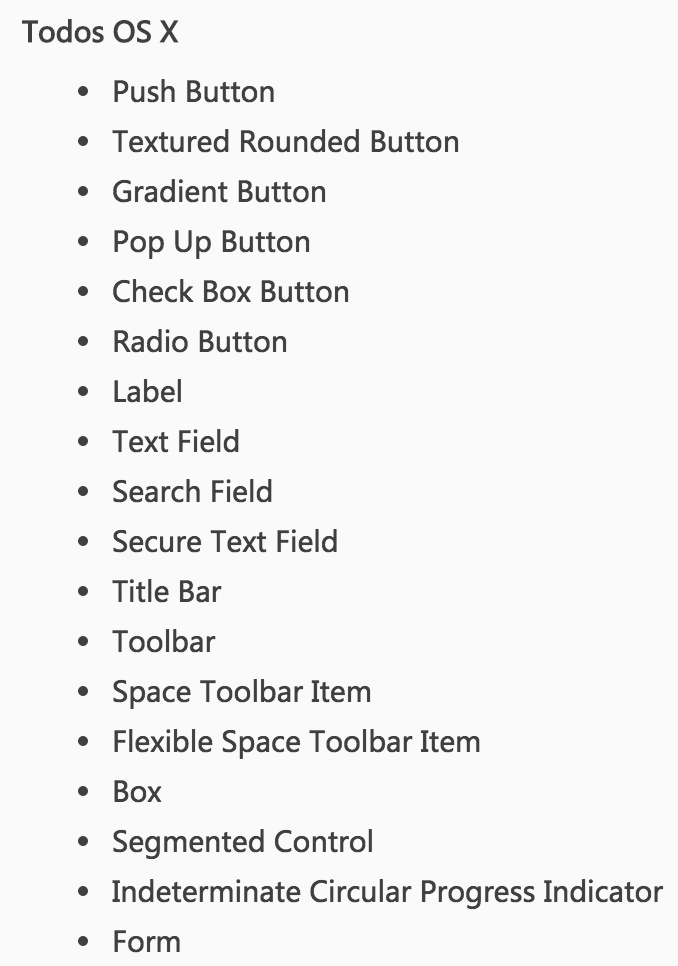 Todos OS X
• Push Button
• Textured Rounded Button
• Gradient Button
• Pop Up Button
• Check Box Button
• Radio Button
• Label
• Text Field
• Search Field
• Secure Text Field
• Title Bar
• Toolbar
• Space Toolbar Item
• Flexible Space Toolbar Item
• Box
• Segmented Control
• Indeterminate Circular Progress Indicator
• Form